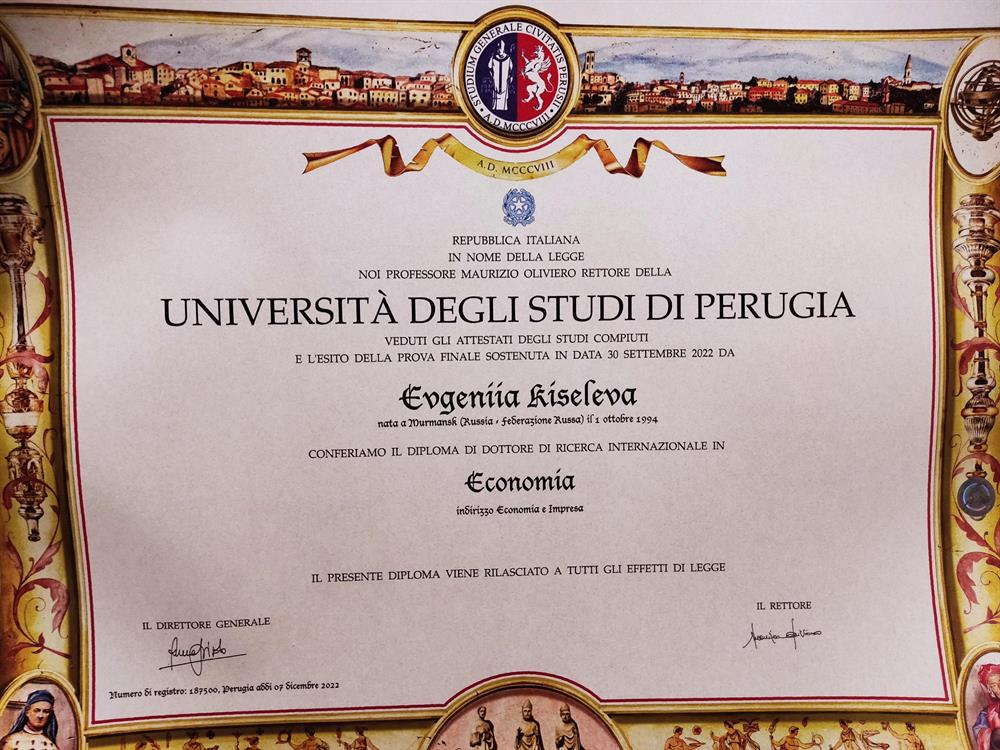 STUDIUM GENERALE CIVITATIS PERUSII
A.D. MCCCVIII
A.D. MCCCVIII
REPUBBLICA ITALIANA
IN NOME DELLA LEGGE
NOI PROFESSORE MAURIZIO OLIVIERO RETTORE DELLA
UNIVERSITÀ DEGLI STUDI DI PERUGIA
VEDUTI GLI ATTESTATI DEGLI STUDI COMPIUTI
E L'ESITO DELLA PROVA FINALE SOSTENUTA IN DATA 30 SETTEMBRE 2022 DA
Evgeniia Kiseleva
nata a Murmansk (Russia - Federazione Russa) il 1 ottobre 1994
CONFERIAMO IL DIPLOMA DI DOTTORE DI RICERCA INTERNAZIONALE IN
Economia
indirizzo Economia e Impresa
IL PRESENTE DIPLOMA VIENE RILASCIATO A TUTTI GLI EFFETTI DI LEGGE
IL DIRETTORE GENERALE
IL RETTORE
Numero di registro: 187500, Perugia addì 07 dicembre 2022